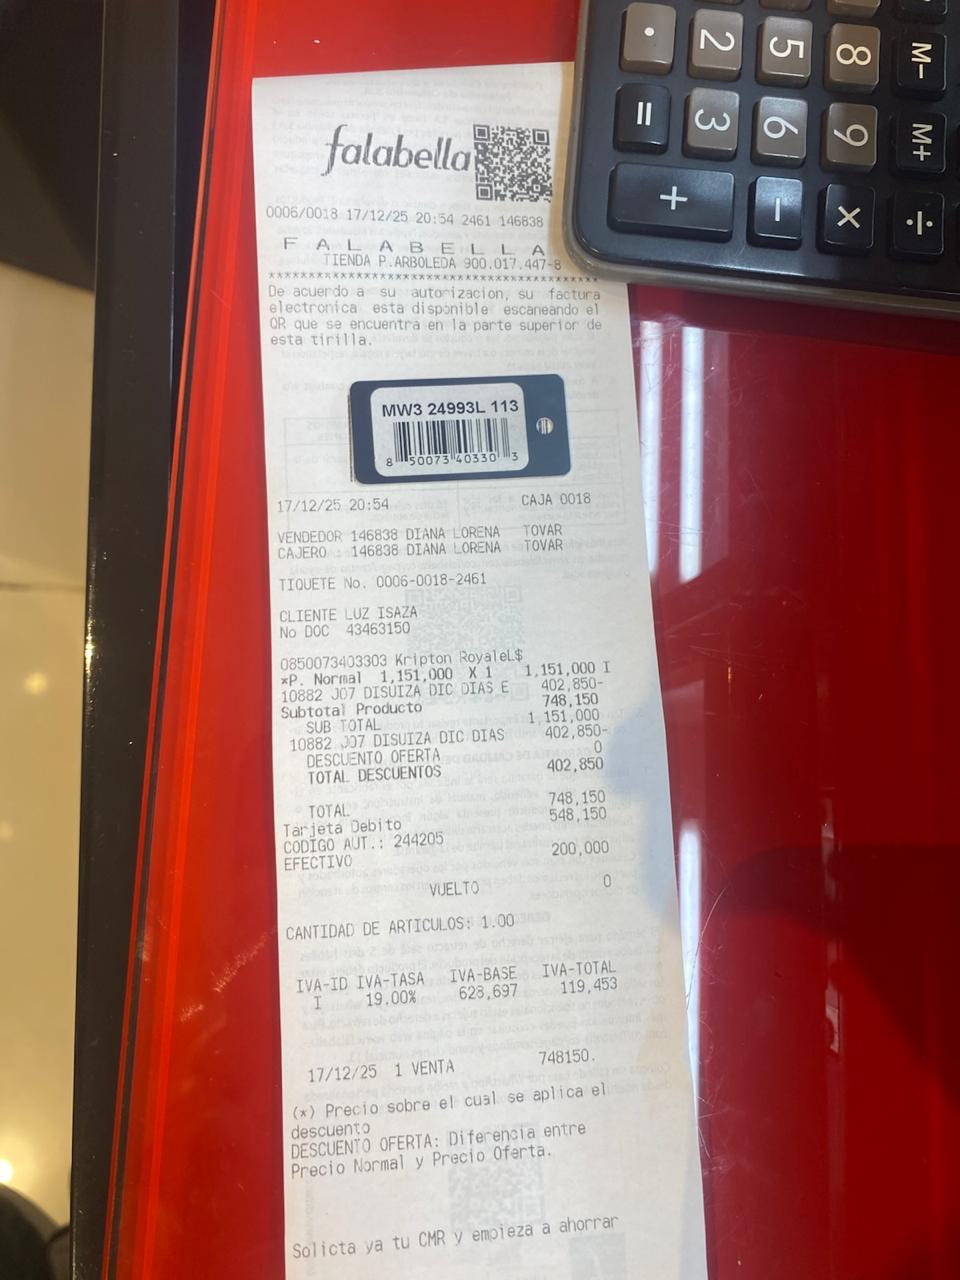 falabella
0006/0018 17/12/25 20:54 2461 146838
F A L A B E L L A
TIENDA P.ARBOLEDA 900.017.447-8
*****************************************
De acuerdo a su autorizacion, su factura
electronica esta disponible escaneando el
QR que se encuentra en la parte superior de
esta tirilla.
MW3 24993L 113
8 50073 40330 3
17/12/25 20:54 CAJA 0018
VENDEDOR 146838 DIANA LORENA TOVAR
CAJERO : 146838 DIANA LORENA TOVAR
TIQUETE No. 0006-0018-2461
CLIENTE LUZ ISAZA
No DOC 43463150
0850073403303 Kripton RoyaleL$
*P. Normal 1,151,000 X 1 1,151,000 I
10882 J07 DISUIZA DIC DIAS E 402,850-
Subtotal Producto 748,150
SUB TOTAL 1,151,000
10882 J07 DISUIZA DIC DIAS 402,850-
DESCUENTO OFERTA 0
TOTAL DESCUENTOS 402,850
TOTAL 748,150
Tarjeta Debito 548,150
CODIGO AUT.: 244205
EFECTIVO 200,000
VUELTO 0
CANTIDAD DE ARTICULOS: 1.00
IVA-ID IVA-TASA IVA-BASE IVA-TOTAL
I 19.00% 628,697 119,453
17/12/25 1 VENTA 748150.
(*) Precio sobre el cual se aplica el
descuento
DESCUENTO OFERTA: Diferencia entre
Precio Normal y Precio Oferta.
Solicta ya tu CMR y empieza a ahorrar
. 2 5 8 M-
= 3 6 9 M+
+ - × ÷